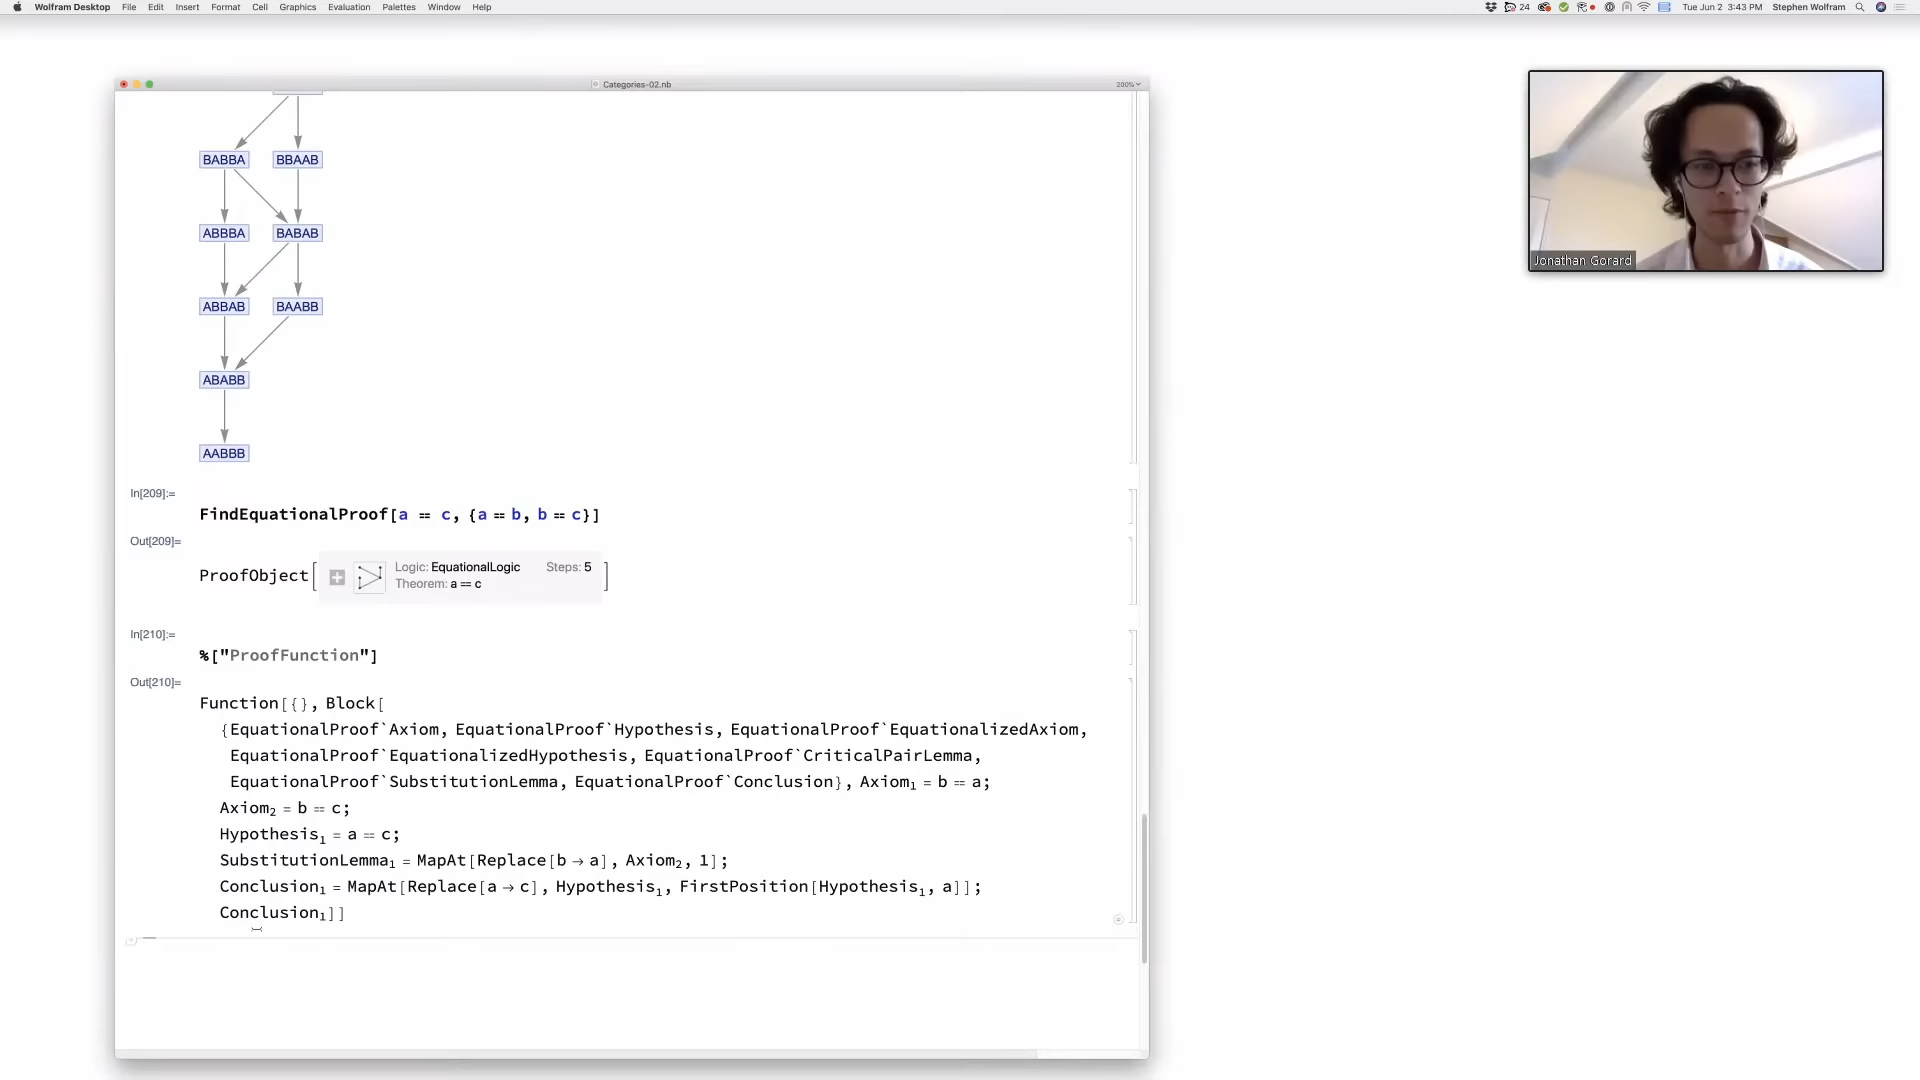 Wolfram Desktop File Edit Insert Format Cell Graphics Evaluation Palettes Window Help 24 Tue Jun 2 3:43 PM Stephen Wolfram
Categories-02.nb 200%
BABBA BBAAB
ABBBA BABAB
ABBAB BAABB
ABABB
AABBB
In[209]:=
FindEquationalProof[a == c, {a == b, b == c}]
Out[209]=
ProofObject[ Logic: EquationalLogic Steps: 5
Theorem: a == c ]
In[210]:=
%["ProofFunction"]
Out[210]=
Function[{}, Block[
{EquationalProof`Axiom, EquationalProof`Hypothesis, EquationalProof`EquationalizedAxiom,
EquationalProof`EquationalizedHypothesis, EquationalProof`CriticalPairLemma,
EquationalProof`SubstitutionLemma, EquationalProof`Conclusion}, Axiom₁ = b == a;
Axiom₂ = b == c;
Hypothesis₁ = a == c;
SubstitutionLemma₁ = MapAt[Replace[b → a], Axiom₂, 1];
Conclusion₁ = MapAt[Replace[a → c], Hypothesis₁, FirstPosition[Hypothesis₁, a]];
Conclusion₁]]
Jonathan Gorard